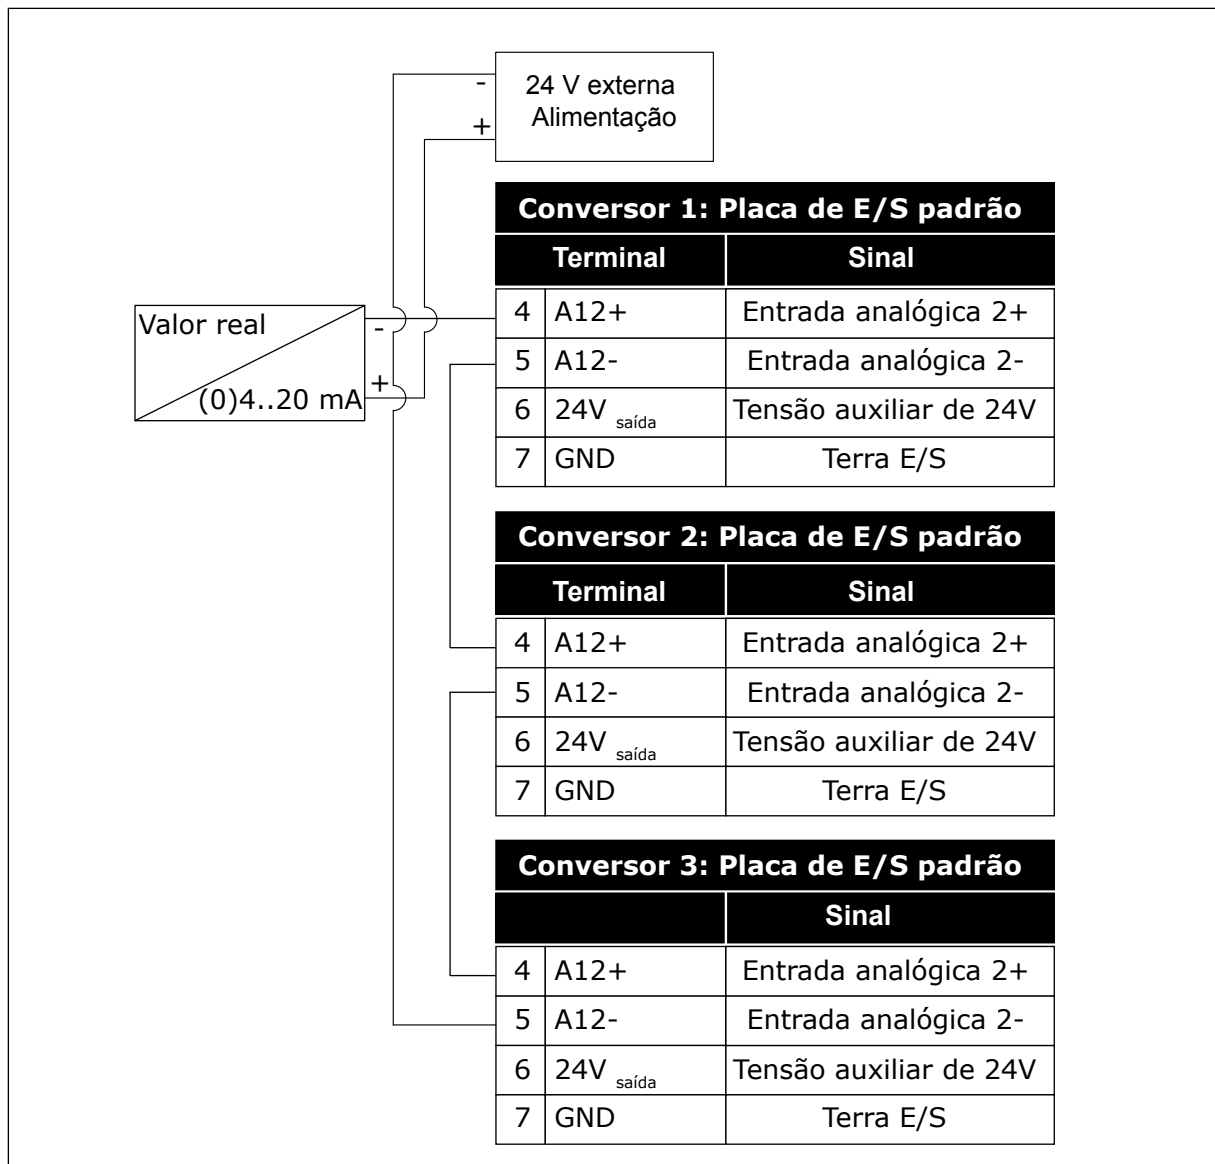 -
24 V externa
+
Alimentação
Conversor 1: Placa de E/S padrão
Terminal Sinal
Valor real -
+
(0)4..20 mA
4 A12+ Entrada analógica 2+
5 A12- Entrada analógica 2-
6 24V saída Tensão auxiliar de 24V
7 GND Terra E/S
Conversor 2: Placa de E/S padrão
Terminal Sinal
4 A12+ Entrada analógica 2+
5 A12- Entrada analógica 2-
6 24V saída Tensão auxiliar de 24V
7 GND Terra E/S
Conversor 3: Placa de E/S padrão
Sinal
4 A12+ Entrada analógica 2+
5 A12- Entrada analógica 2-
6 24V saída Tensão auxiliar de 24V
7 GND Terra E/S